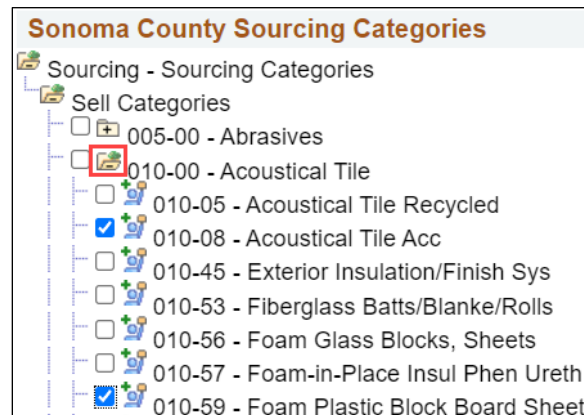 Sonoma County Sourcing Categories
Sourcing - Sourcing Categories
Sell Categories
005-00 - Abrasives
010-00 - Acoustical Tile
010-05 - Acoustical Tile Recycled
010-08 - Acoustical Tile Acc
010-45 - Exterior Insulation/Finish Sys
010-53 - Fiberglass Batts/Blanke/Rolls
010-56 - Foam Glass Blocks, Sheets
010-57 - Foam-in-Place Insul Phen Ureth
010-59 - Foam Plastic Block Board Sheet